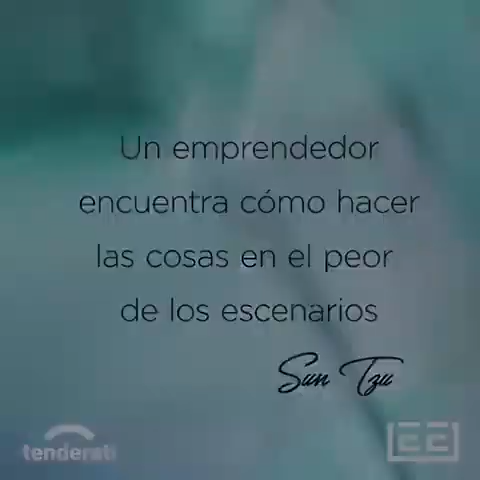 Un emprendedor
encuentra cómo hacer
las cosas en el peor
de los escenarios
Sun Tzu
tenderati